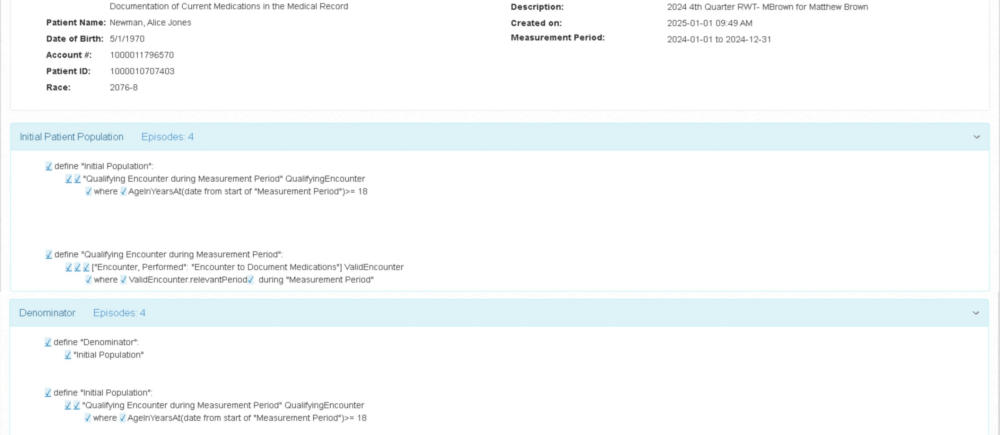 Documentation of Current Medications in the Medical Record
Patient Name: Newman, Alice Jones
Date of Birth: 5/1/1970
Account #: 1000011796570
Patient ID: 1000010707403
Race: 2076-8
Description: 2024 4th Quarter RWT- MBrown for Matthew Brown
Created on: 2025-01-01 09:49 AM
Measurement Period: 2024-01-01 to 2024-12-31
Initial Patient Population Episodes: 4
✓ define "Initial Population":
✓ ✓ "Qualifying Encounter during Measurement Period" QualifyingEncounter
✓ where ✓ AgeInYearsAt(date from start of "Measurement Period")>= 18
✓ define "Qualifying Encounter during Measurement Period":
✓ ✓ ✓ ["Encounter, Performed": "Encounter to Document Medications"] ValidEncounter
✓ where ✓ ValidEncounter.relevantPeriod ✓ during "Measurement Period"
Denominator Episodes: 4
✓ define "Denominator":
✓ "Initial Population"
✓ define "Initial Population":
✓ ✓ "Qualifying Encounter during Measurement Period" QualifyingEncounter
✓ where ✓ AgeInYearsAt(date from start of "Measurement Period")>= 18